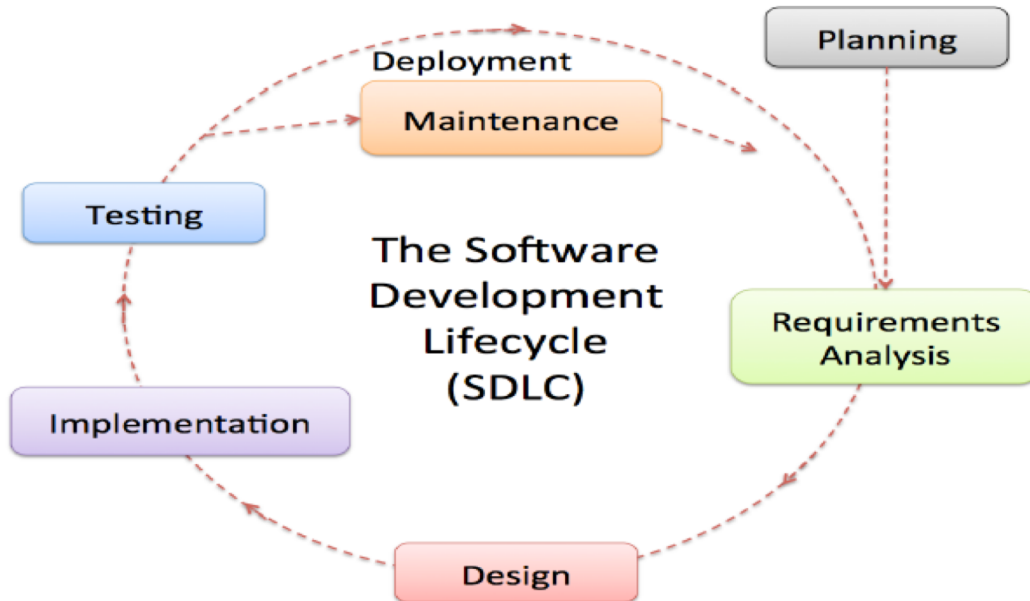 Planning
Deployment
Maintenance
Testing
The Software
Development
Lifecycle
(SDLC)
Requirements
Analysis
Implementation
Design